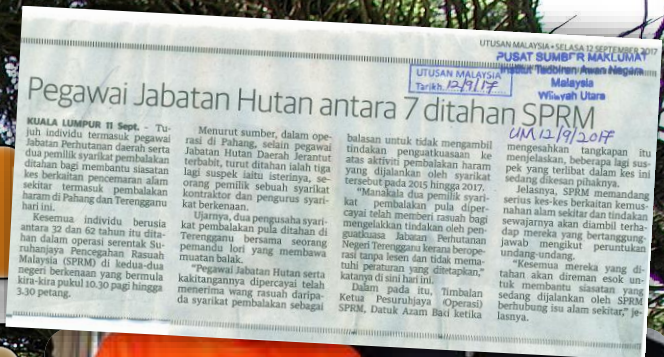 UTUSAN MALAYSIA • SELASA 12 SEPTEMBER 2017
PUSAT SUMBER MAKLUMAT
Institut Tadbiran Awan Negara
Malaysia
Wilayah Utara
UTUSAN MALAYSIA
Tarikh 12/9/17
UM 12/9/2017
Pegawai Jabatan Hutan antara 7 ditahan SPRM
KUALA LUMPUR 11 Sept. - Tu-
juh individu termasuk pegawai
Jabatan Perhutanan daerah serta
dua pemilik syarikat pembalakan
ditahan bagi membantu siasatan
kes berkaitan pencemaran alam
sekitar termasuk pembalakan
haram di Pahang dan Terengganu
hari ini.
Kesemua individu berusia
antara 32 dan 62 tahun itu dita-
han dalam operasi serentak Su-
ruhanjaya Pencegahan Rasuah
Malaysia (SPRM) di kedua-dua
negeri berkenaan yang bermula
kira-kira pukul 10.30 pagi hingga
3.30 petang.
Menurut sumber, dalam ope-
rasi di Pahang, selain pegawai
Jabatan Hutan Daerah Jerantut
terbabit, turut ditahan ialah tiga
lagi suspek iaitu isterinya, se-
orang pemilik sebuah syarikat
kontraktor dan pengurus syari-
kat berkenaan.
Ujarnya, dua pengusaha syari-
kat pembalakan pula ditahan di
Terengganu bersama seorang
pemandu lori yang membawa
muatan balak.
“Pegawai Jabatan Hutan serta
kakitangannya dipercayai telah
menerima wang rasuah daripa-
da syarikat pembalakan sebagai
balasan untuk tidak mengambil
tindakan penguatkuasaan ke
atas aktiviti pembalakan haram
yang dijalankan oleh syarikat
tersebut pada 2015 hingga 2017.
“Manakala dua pemilik syari-
kat pembalakan pula diper-
cayai telah memberi rasuah bagi
mengelakkan tindakan oleh pen-
guatkuasa Jabatan Perhutanan
Negeri Terengganu kerana berope-
rasi tanpa lesen dan tidak mema-
tuhi peraturan yang ditetapkan,”
katanya di sini hari ini.
Dalam pada itu, Timbalan
Ketua Pesuruhjaya (Operasi)
SPRM, Datuk Azam Baki ketika
mengesahkan tangkapan itu
menjelaskan, beberapa lagi sus-
pek yang terlibat dalam kes ini
sedang dikesan pihaknya.
Jelasnya, SPRM memandang
serius kes-kes berkaitan kemus-
nahan alam sekitar dan tindakan
sewajarnya akan diambil terha-
dap mereka yang bertanggung-
jawab mengikut peruntukan
undang-undang.
“Kesemua mereka yang di-
tahan akan direman esok un-
tuk membantu siasatan yang
sedang dijalankan oleh SPRM
berhubung isu alam sekitar,” je-
lasnya.